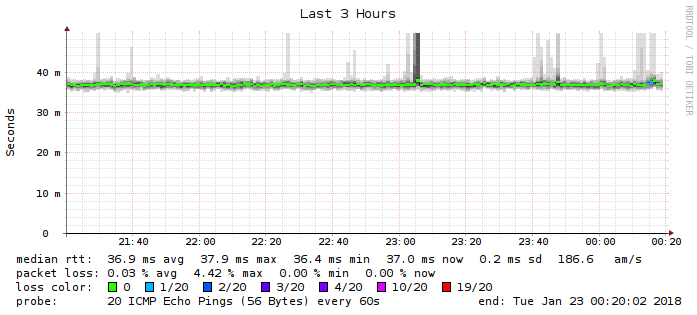 Last 3 Hours
RRDTOOL / TOBI OETIKER
Seconds
40 m
30 m
20 m
10 m
0
21:40 22:00 22:20 22:40 23:00 23:20 23:40 00:00 00:20
median rtt: 36.9 ms avg 37.9 ms max 36.4 ms min 37.0 ms now 0.2 ms sd 186.6 am/s
packet loss: 0.03 % avg 4.42 % max 0.00 % min 0.00 % now
loss color: 0 1/20 2/20 3/20 4/20 10/20 19/20
probe: 20 ICMP Echo Pings (56 Bytes) every 60s end: Tue Jan 23 00:20:02 2018